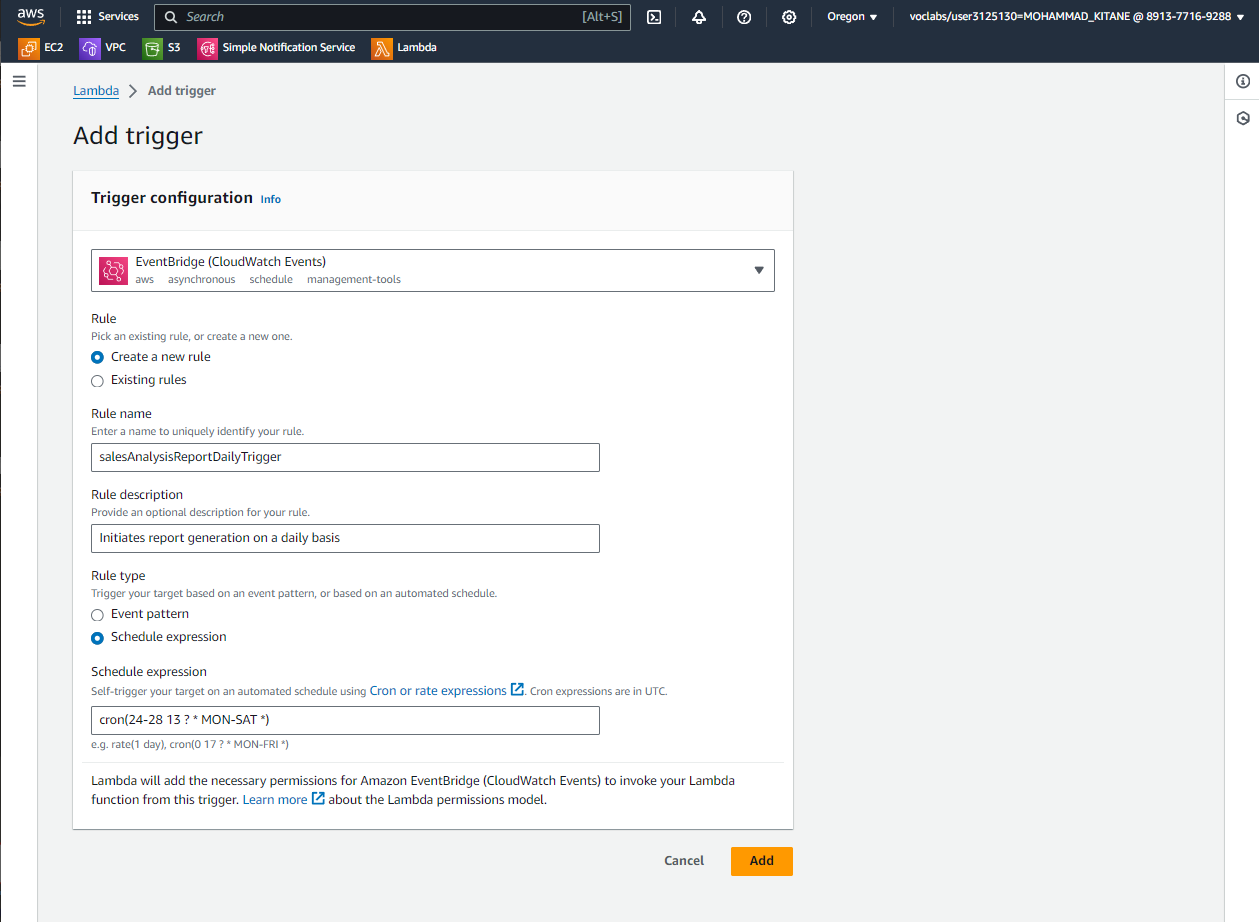 aws Services Search [Alt+S] Oregon voclabs/user3125130=MOHAMMAD_KITANE @ 8913-7716-9288
EC2 VPC S3 Simple Notification Service Lambda
Lambda > Add trigger
Add trigger
Trigger configuration Info
EventBridge (CloudWatch Events)
aws asynchronous schedule management-tools
Rule
Pick an existing rule, or create a new one.
Create a new rule
Existing rules
Rule name
Enter a name to uniquely identify your rule.
salesAnalysisReportDailyTrigger
Rule description
Provide an optional description for your rule.
Initiates report generation on a daily basis
Rule type
Trigger your target based on an event pattern, or based on an automated schedule.
Event pattern
Schedule expression
Schedule expression
Self-trigger your target on an automated schedule using Cron or rate expressions . Cron expressions are in UTC.
cron(24-28 13 ? * MON-SAT *)
e.g. rate(1 day), cron(0 17 ? * MON-FRI *)
Lambda will add the necessary permissions for Amazon EventBridge (CloudWatch Events) to invoke your Lambda
function from this trigger. Learn more about the Lambda permissions model.
Cancel Add